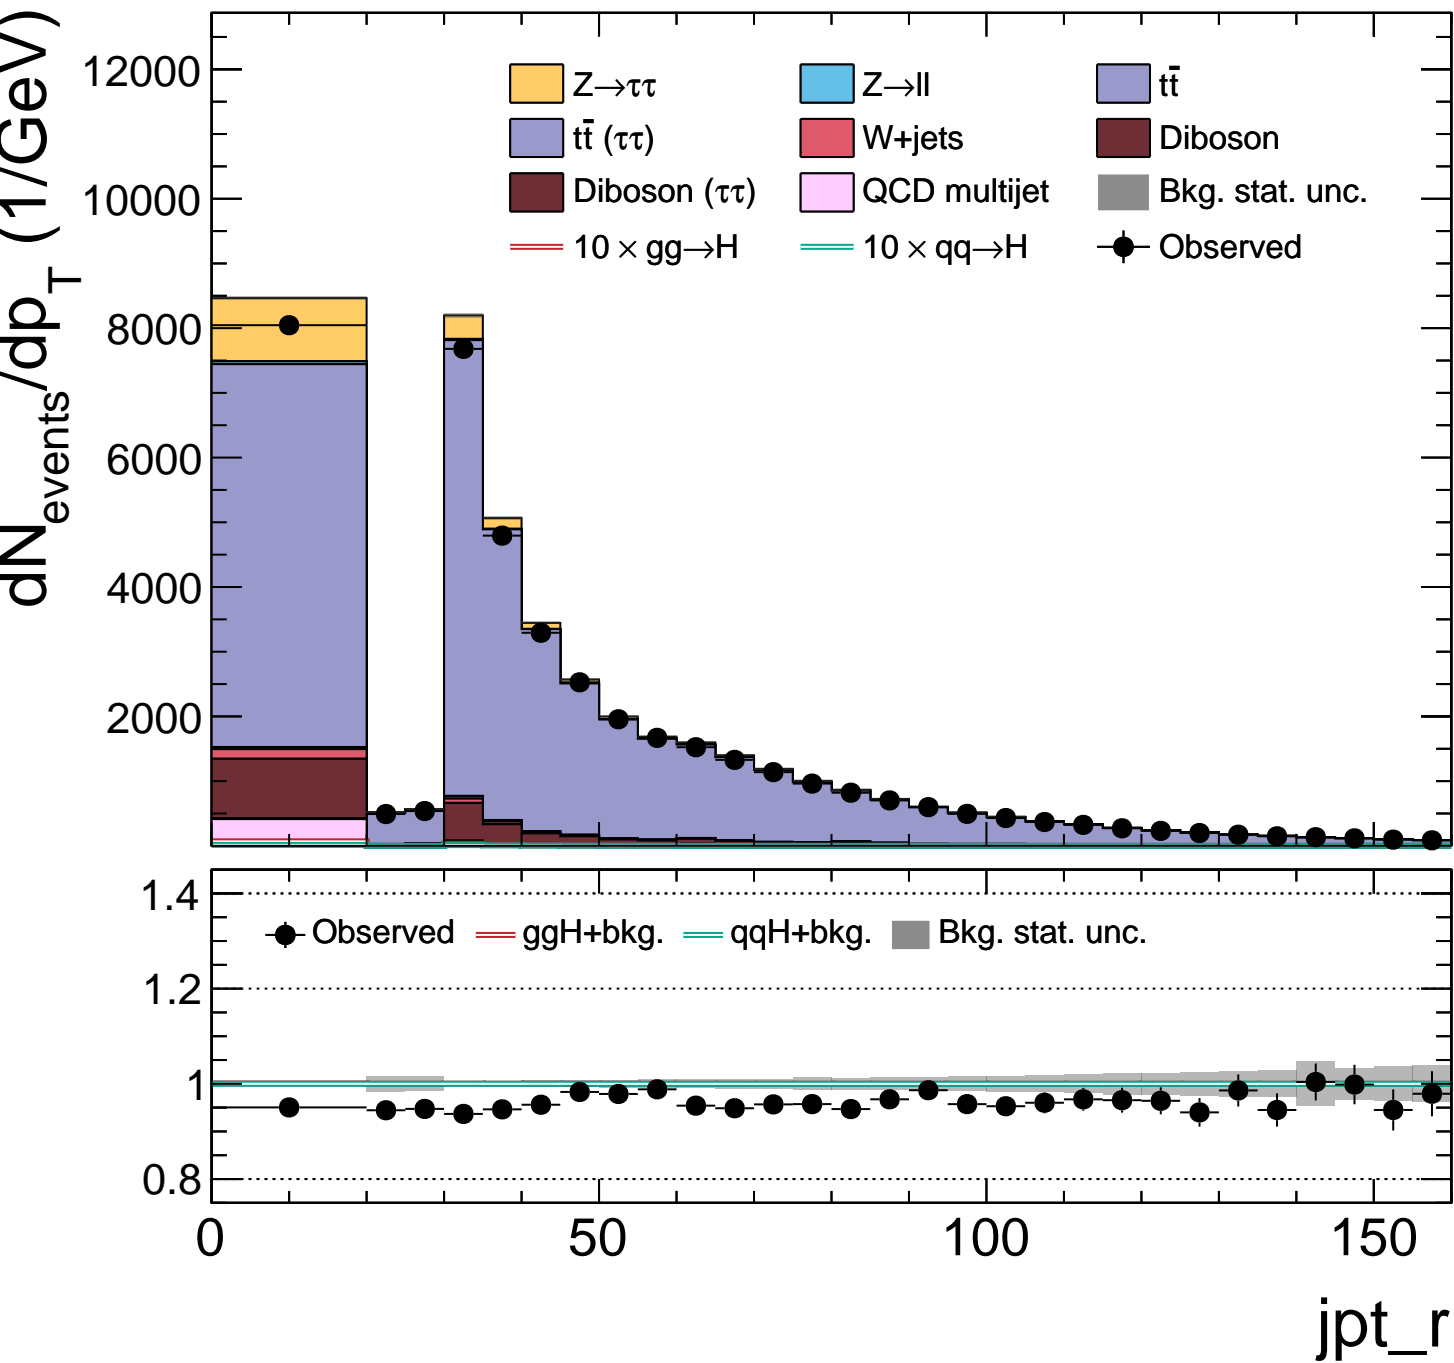 dN_events/dp_T (1/GeV)
12000
10000
8000
6000
4000
2000
Z→ττ Z→ll tt̄
tt̄ (ττ) W+jets Diboson
Diboson (ττ) QCD multijet Bkg. stat. unc.
10 × gg→H 10 × qq→H Observed
1.4
1.2
1
0.8
Observed ggH+bkg. qqH+bkg. Bkg. stat. unc.
0 50 100 150
jpt_r